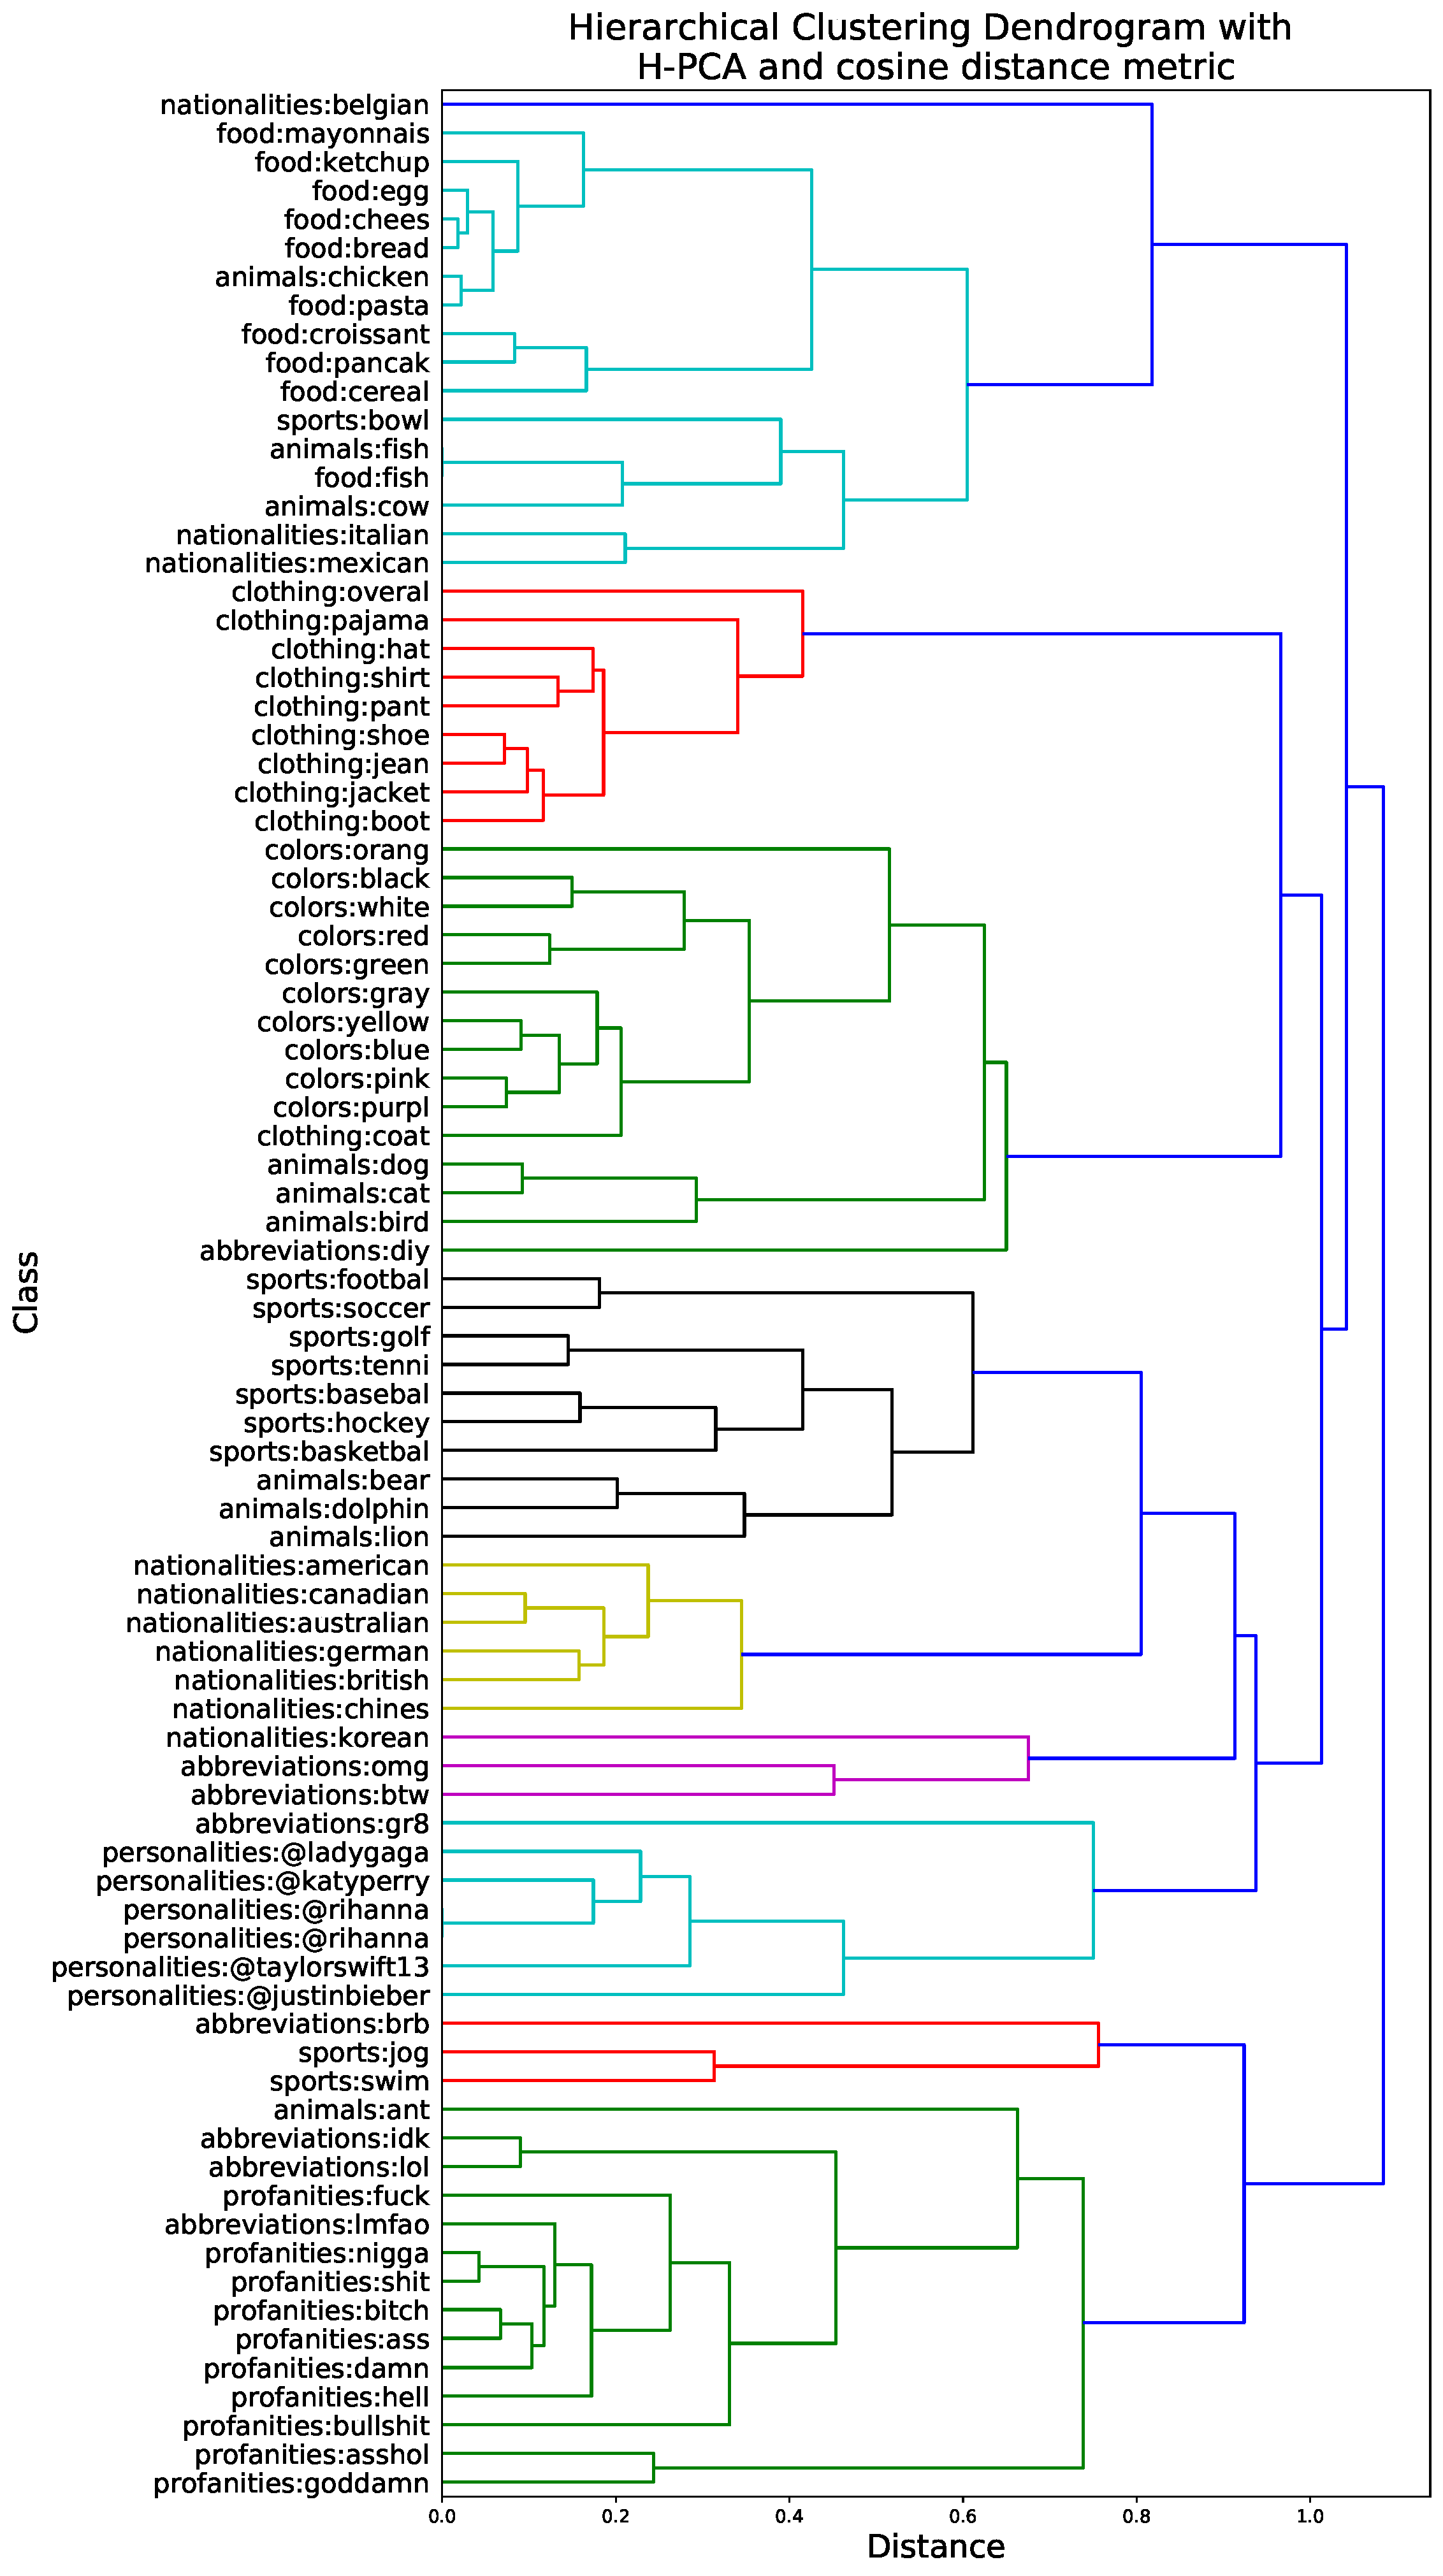 Hierarchical Clustering Dendrogram with
H-PCA and cosine distance metric
nationalities:belgian
food:mayonnais
food:ketchup
food:egg
food:chees
food:bread
animals:chicken
food:pasta
food:croissant
food:pancak
food:cereal
sports:bowl
animals:fish
food:fish
animals:cow
nationalities:italian
nationalities:mexican
clothing:overal
clothing:pajama
clothing:hat
clothing:shirt
clothing:pant
clothing:shoe
clothing:jean
clothing:jacket
clothing:boot
colors:orang
colors:black
colors:white
colors:red
colors:green
colors:gray
colors:yellow
colors:blue
colors:pink
colors:purpl
clothing:coat
animals:dog
animals:cat
animals:bird
abbreviations:diy
sports:footbal
sports:soccer
sports:golf
sports:tenni
sports:basebal
sports:hockey
sports:basketbal
animals:bear
animals:dolphin
animals:lion
nationalities:american
nationalities:canadian
nationalities:australian
nationalities:german
nationalities:british
nationalities:chines
nationalities:korean
abbreviations:omg
abbreviations:btw
abbreviations:gr8
personalities:@ladygaga
personalities:@katyperry
personalities:@rihanna
personalities:@rihanna
personalities:@taylorswift13
personalities:@justinbieber
abbreviations:brb
sports:jog
sports:swim
animals:ant
abbreviations:idk
abbreviations:lol
profanities:fuck
abbreviations:lmfao
profanities:nigga
profanities:shit
profanities:bitch
profanities:ass
profanities:damn
profanities:hell
profanities:bullshit
profanities:asshol
profanities:goddamn
Class
0.0 0.2 0.4 0.6 0.8 1.0
Distance